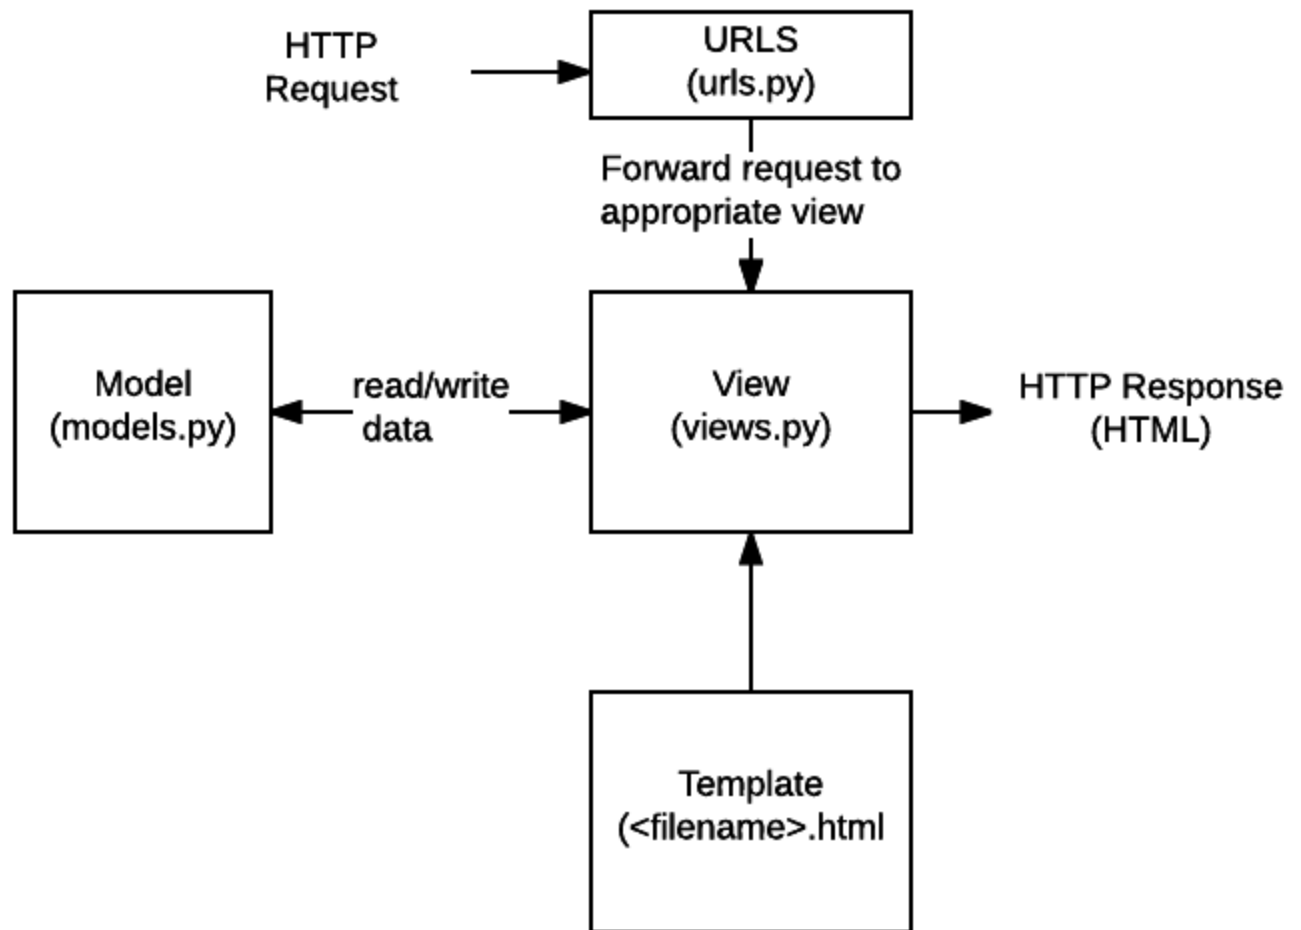 HTTP
Request
URLS
(urls.py)
Forward request to
appropriate view
Model
(models.py)
read/write
data
View
(views.py)
HTTP Response
(HTML)
Template
(<filename>.html